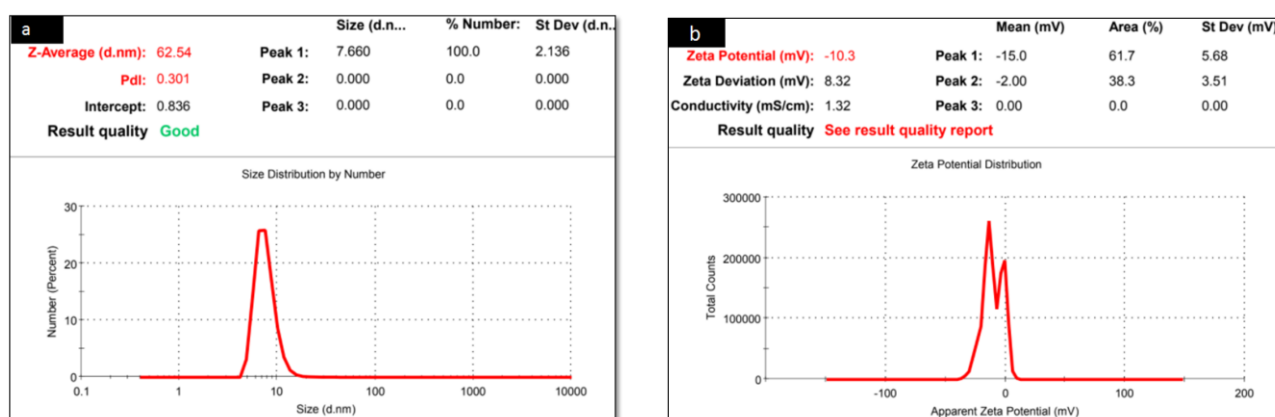 a
Size (d.n... % Number: St Dev (d.n...
Z-Average (d.nm): 62.54 Peak 1: 7.660 100.0 2.136
PdI: 0.301 Peak 2: 0.000 0.0 0.000
Intercept: 0.836 Peak 3: 0.000 0.0 0.000
Result quality Good
Size Distribution by Number
Number (Percent)
30
20
10
0
0.1 1 10 100 1000 10000
Size (d.nm)
b
Mean (mV) Area (%) St Dev (mV)
Zeta Potential (mV): -10.3 Peak 1: -15.0 61.7 5.68
Zeta Deviation (mV): 8.32 Peak 2: -2.00 38.3 3.51
Conductivity (mS/cm): 1.32 Peak 3: 0.00 0.0 0.00
Result quality See result quality report
Zeta Potential Distribution
Total Counts
300000
200000
100000
0
-100 0 100 200
Apparent Zeta Potential (mV)